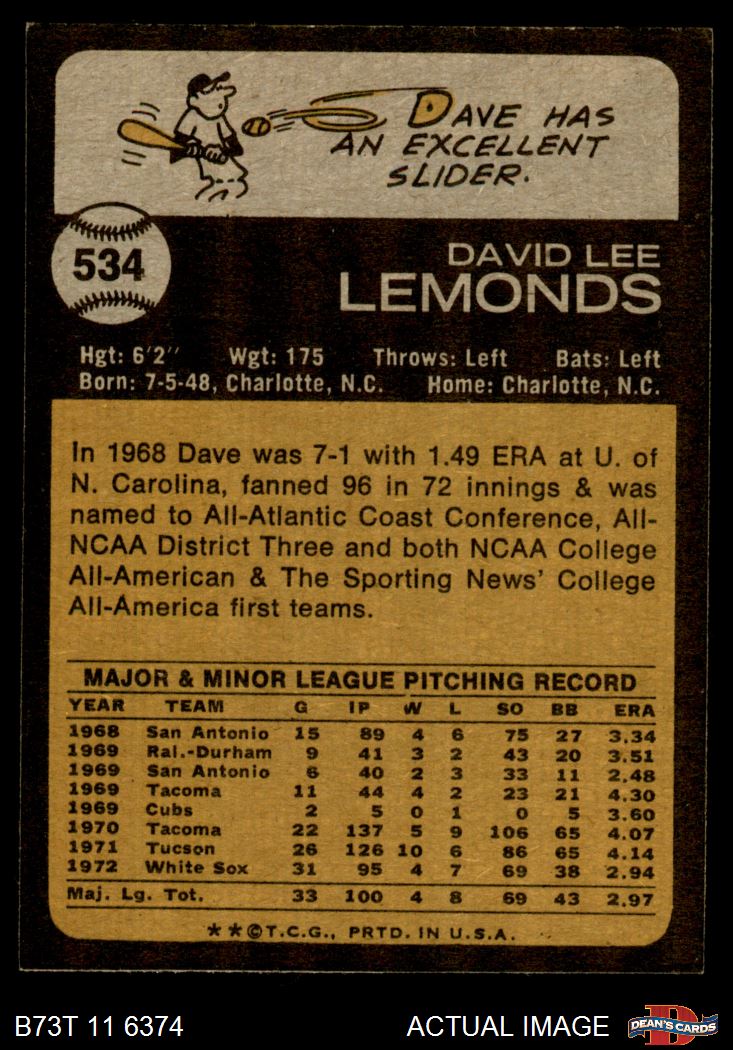 DAVE HAS
AN EXCELLENT
SLIDER.
534
DAVID LEE
LEMONDS
Hgt: 6'2" Wgt: 175 Throws: Left Bats: Left
Born: 7-5-48, Charlotte, N.C. Home: Charlotte, N.C.
In 1968 Dave was 7-1 with 1.49 ERA at U. of
N. Carolina, fanned 96 in 72 innings & was
named to All-Atlantic Coast Conference, All-
NCAA District Three and both NCAA College
All-American & The Sporting News' College
All-America first teams.
MAJOR & MINOR LEAGUE PITCHING RECORD
YEAR TEAM G IP W L SO BB ERA
1968 San Antonio 15 89 4 6 75 27 3.34
1969 Ral.-Durham 9 41 3 2 43 20 3.51
1969 San Antonio 6 40 2 3 33 11 2.48
1969 Tacoma 11 44 4 2 23 21 4.30
1969 Cubs 2 5 0 1 0 5 3.60
1970 Tacoma 22 137 5 9 106 65 4.07
1971 Tucson 26 126 10 6 86 65 4.14
1972 White Sox 31 95 4 7 69 38 2.94
Maj. Lg. Tot. 33 100 4 8 69 43 2.97
**©T.C.G., PRTD. IN U.S.A.
B73T 11 6374 ACTUAL IMAGE DEAN'S CARDS